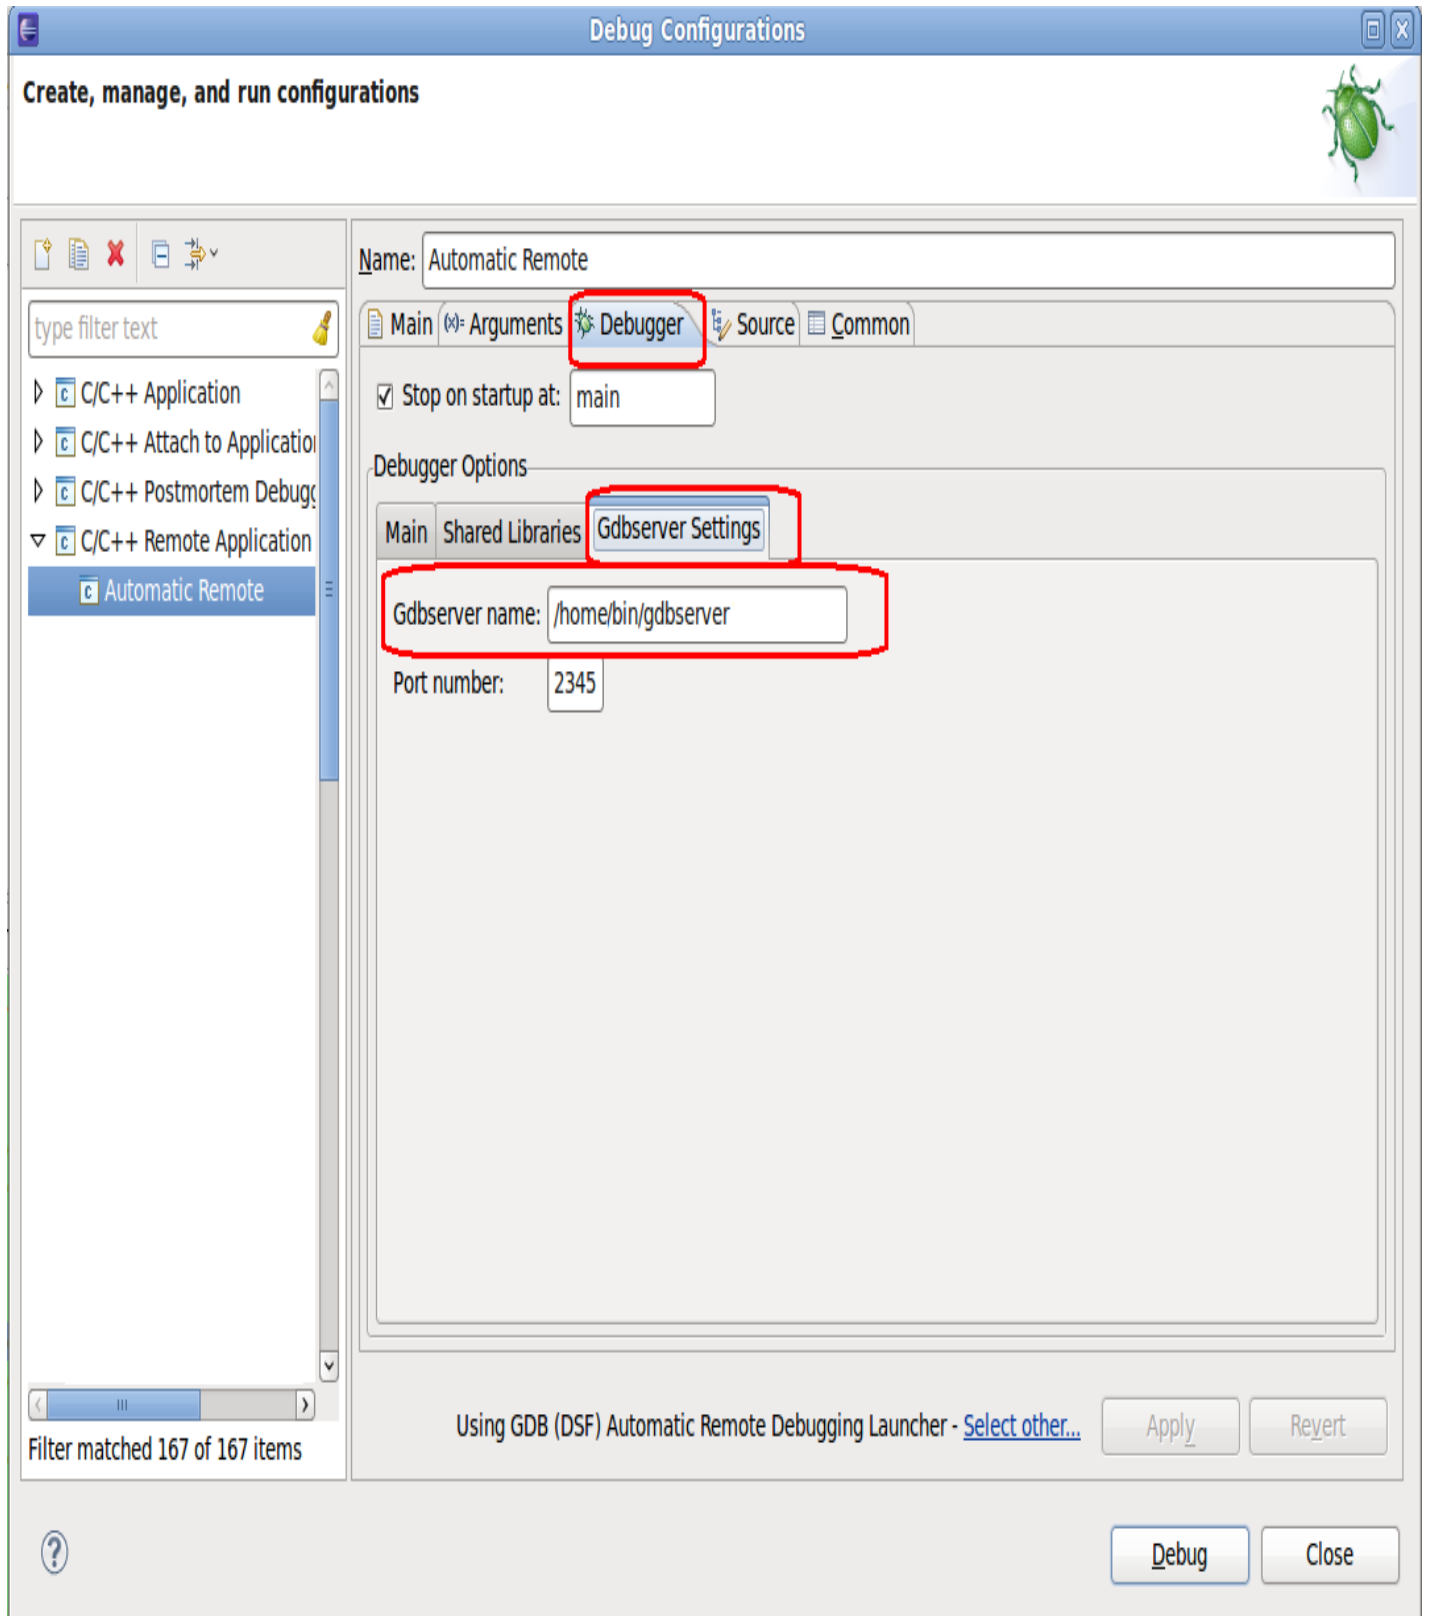 Debug Configurations
Create, manage, and run configurations
Name: Automatic Remote
type filter text
Main (x)= Arguments Debugger Source Common
C/C++ Application
C/C++ Attach to Application
C/C++ Postmortem Debugg
C/C++ Remote Application
Automatic Remote
Stop on startup at: main
Debugger Options
Main Shared Libraries Gdbserver Settings
Gdbserver name: /home/bin/gdbserver
Port number: 2345
Filter matched 167 of 167 items
Using GDB (DSF) Automatic Remote Debugging Launcher - Select other...
Apply Revert
?
Debug Close